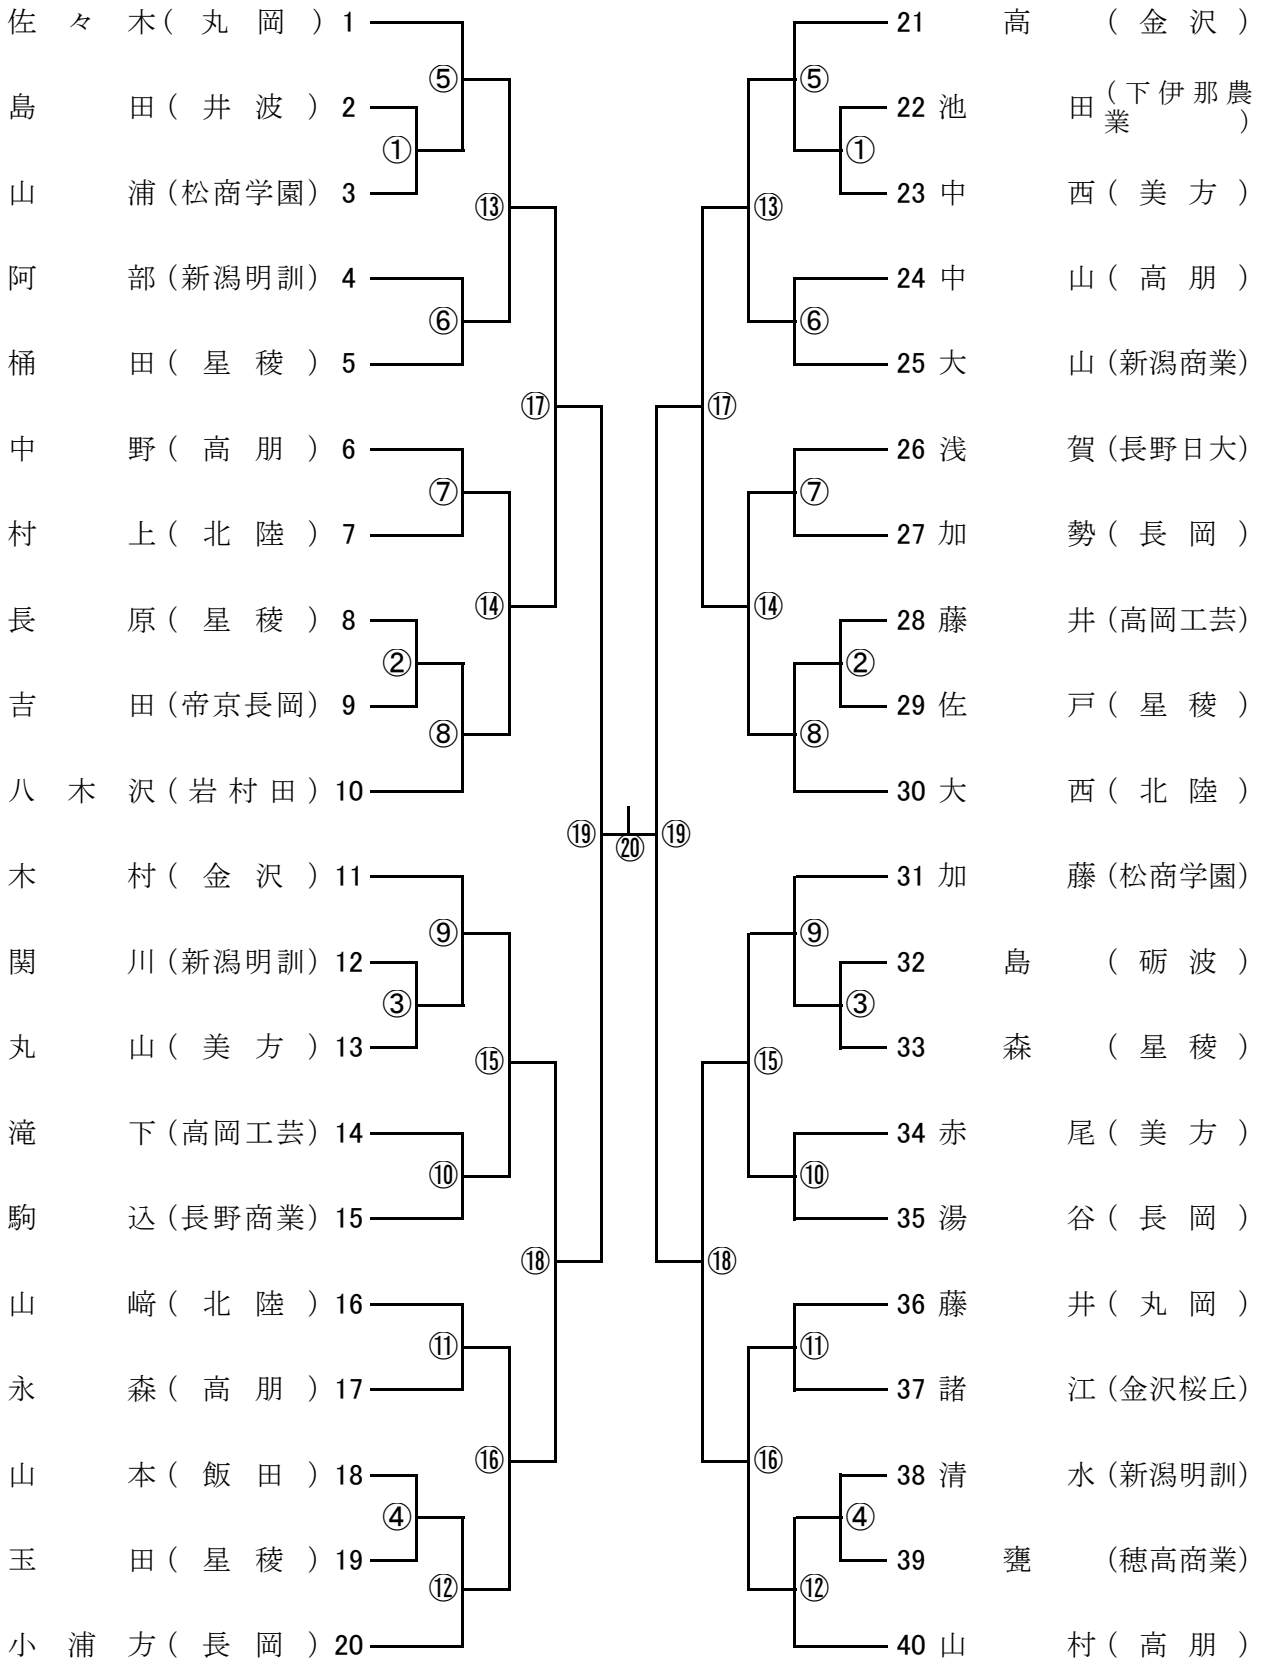 佐々木(丸岡) 1
⑤
島田(井波) 2
①
山浦(松商学園) 3
⑬
阿部(新潟明訓) 4
⑥
桶田(星稜) 5
⑰
中野(高朋) 6
⑦
村上(北陸) 7
⑭
長原(星稜) 8
②
吉田(帝京長岡) 9
⑧
八木沢(岩村田) 10
⑲
木村(金沢) 11
⑨
関川(新潟明訓) 12
③
丸山(美方) 13
⑮
滝下(高岡工芸) 14
⑩
駒込(長野商業) 15
⑱
山﨑(北陸) 16
⑪
永森(高朋) 17
⑯
山本(飯田) 18
④
玉田(星稜) 19
⑫
小浦方(長岡) 20
⑳
21 高(金沢)
⑤
22 池田(下伊那農業)
①
23 中西(美方)
⑬
24 中山(高朋)
⑥
25 大山(新潟商業)
⑰
26 浅賀(長野日大)
⑦
27 加勢(長岡)
⑭
28 藤井(高岡工芸)
②
29 佐戸(星稜)
⑧
30 大西(北陸)
⑲
31 加藤(松商学園)
⑨
32 島(砺波)
③
33 森(星稜)
⑮
34 赤尾(美方)
⑩
35 湯谷(長岡)
⑱
36 藤井(丸岡)
⑪
37 諸江(金沢桜丘)
⑯
38 清水(新潟明訓)
④
39 甕(穂高商業)
⑫
40 山村(高朋)